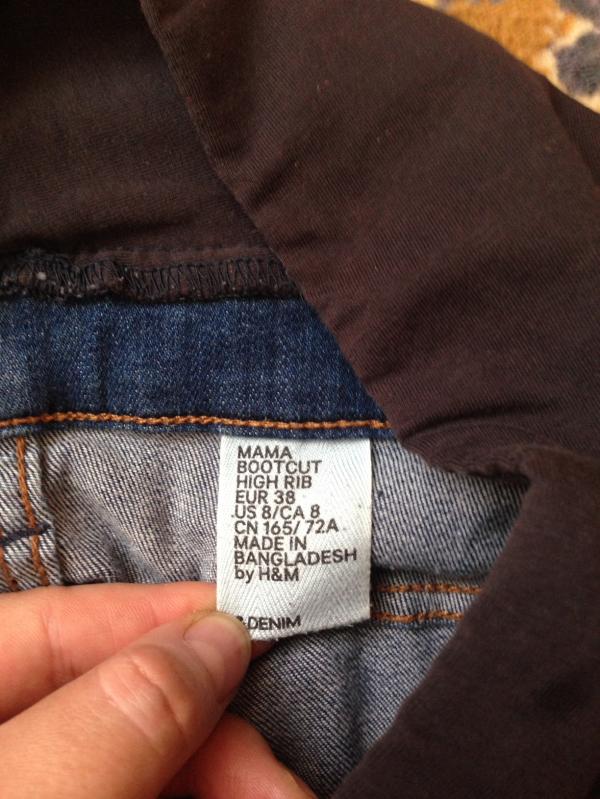 MAMA
BOOTCUT
HIGH RIB
EUR 38
US 8/CA 8
CN 165/ 72A
MADE IN
BANGLADESH
by H&M
&DENIM